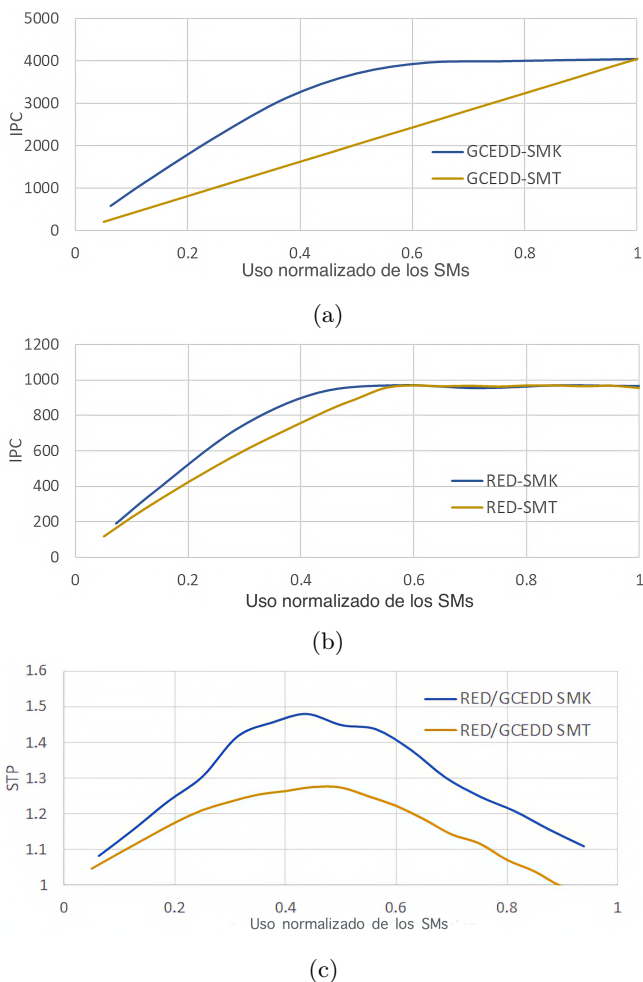 5000
4000
3000
2000
1000
0
IPC
GCEDD-SMK
GCEDD-SMT
0 0.2 0.4 0.6 0.8 1
Uso normalizado de los SMs
(a)
1200
1000
800
600
400
200
0
IPC
RED-SMK
RED-SMT
0 0.2 0.4 0.6 0.8 1
Uso normalizado de los SMs
(b)
1.6
1.5
1.4
1.3
1.2
1.1
1
STP
RED/GCEDD SMK
RED/GCEDD SMT
0 0.2 0.4 0.6 0.8 1
Uso normalizado de los SMs
(c)